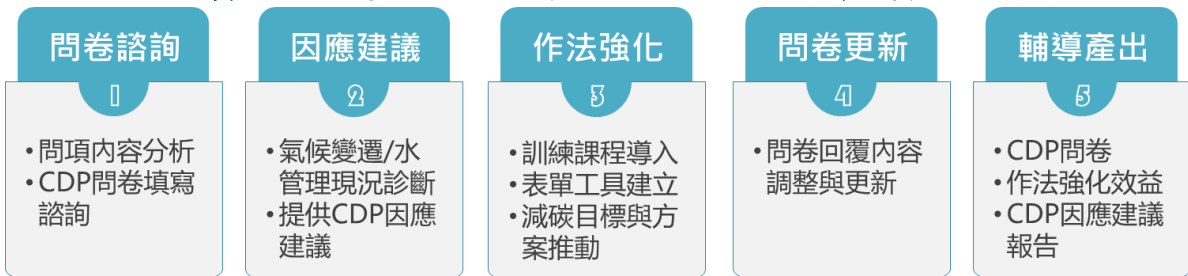 問卷諮詢
1
•問項內容分析
•CDP問卷填寫
諮詢
因應建議
2
•氣候變遷/水
管理現況診斷
•提供CDP因應
建議
作法強化
3
•訓練課程導入
•表單工具建立
•減碳目標與方
案推動
問卷更新
4
•問卷回覆內容
調整與更新
輔導產出
5
•CDP問卷
•作法強化效益
•CDP因應建議
報告